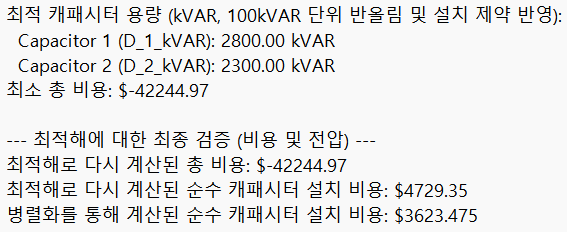 최적 캐패시터 용량 (kVAR, 100kVAR 단위 반올림 및 설치 제약 반영):
Capacitor 1 (D_1_kVAR): 2800.00 kVAR
Capacitor 2 (D_2_kVAR): 2300.00 kVAR
최소 총 비용: $-42244.97
--- 최적해에 대한 최종 검증 (비용 및 전압) ---
최적해로 다시 계산된 총 비용: $-42244.97
최적해로 다시 계산된 순수 캐패시터 설치 비용: $4729.35
병렬화를 통해 계산된 순수 캐패시터 설치 비용: $3623.475